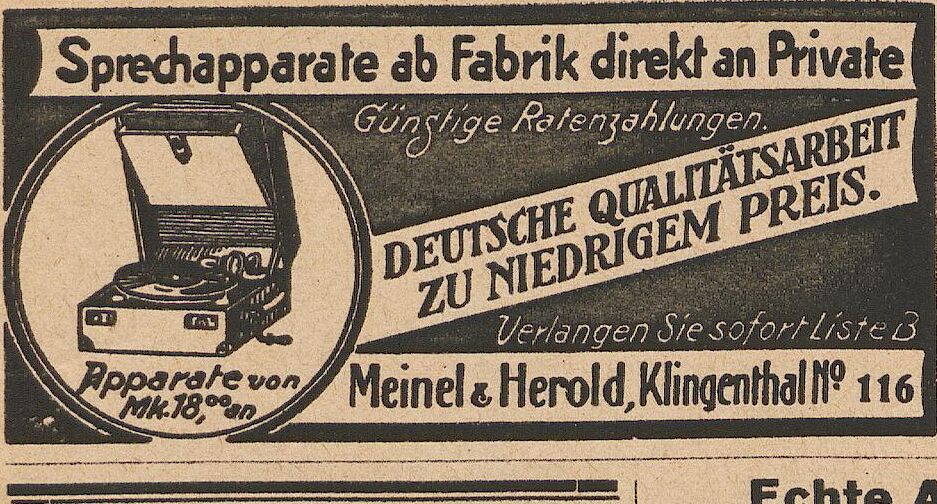 Sprechapparate ab Fabrik direkt an Private
Günstige Ratenzahlungen.
DEUTSCHE QUALITÄTSARBEIT
ZU NIEDRIGEM PREIS.
Verlangen Sie sofort Liste B
Apparate von
Mk. 18,00 an
Meinel & Herold, Klingenthal No 116
Echte A